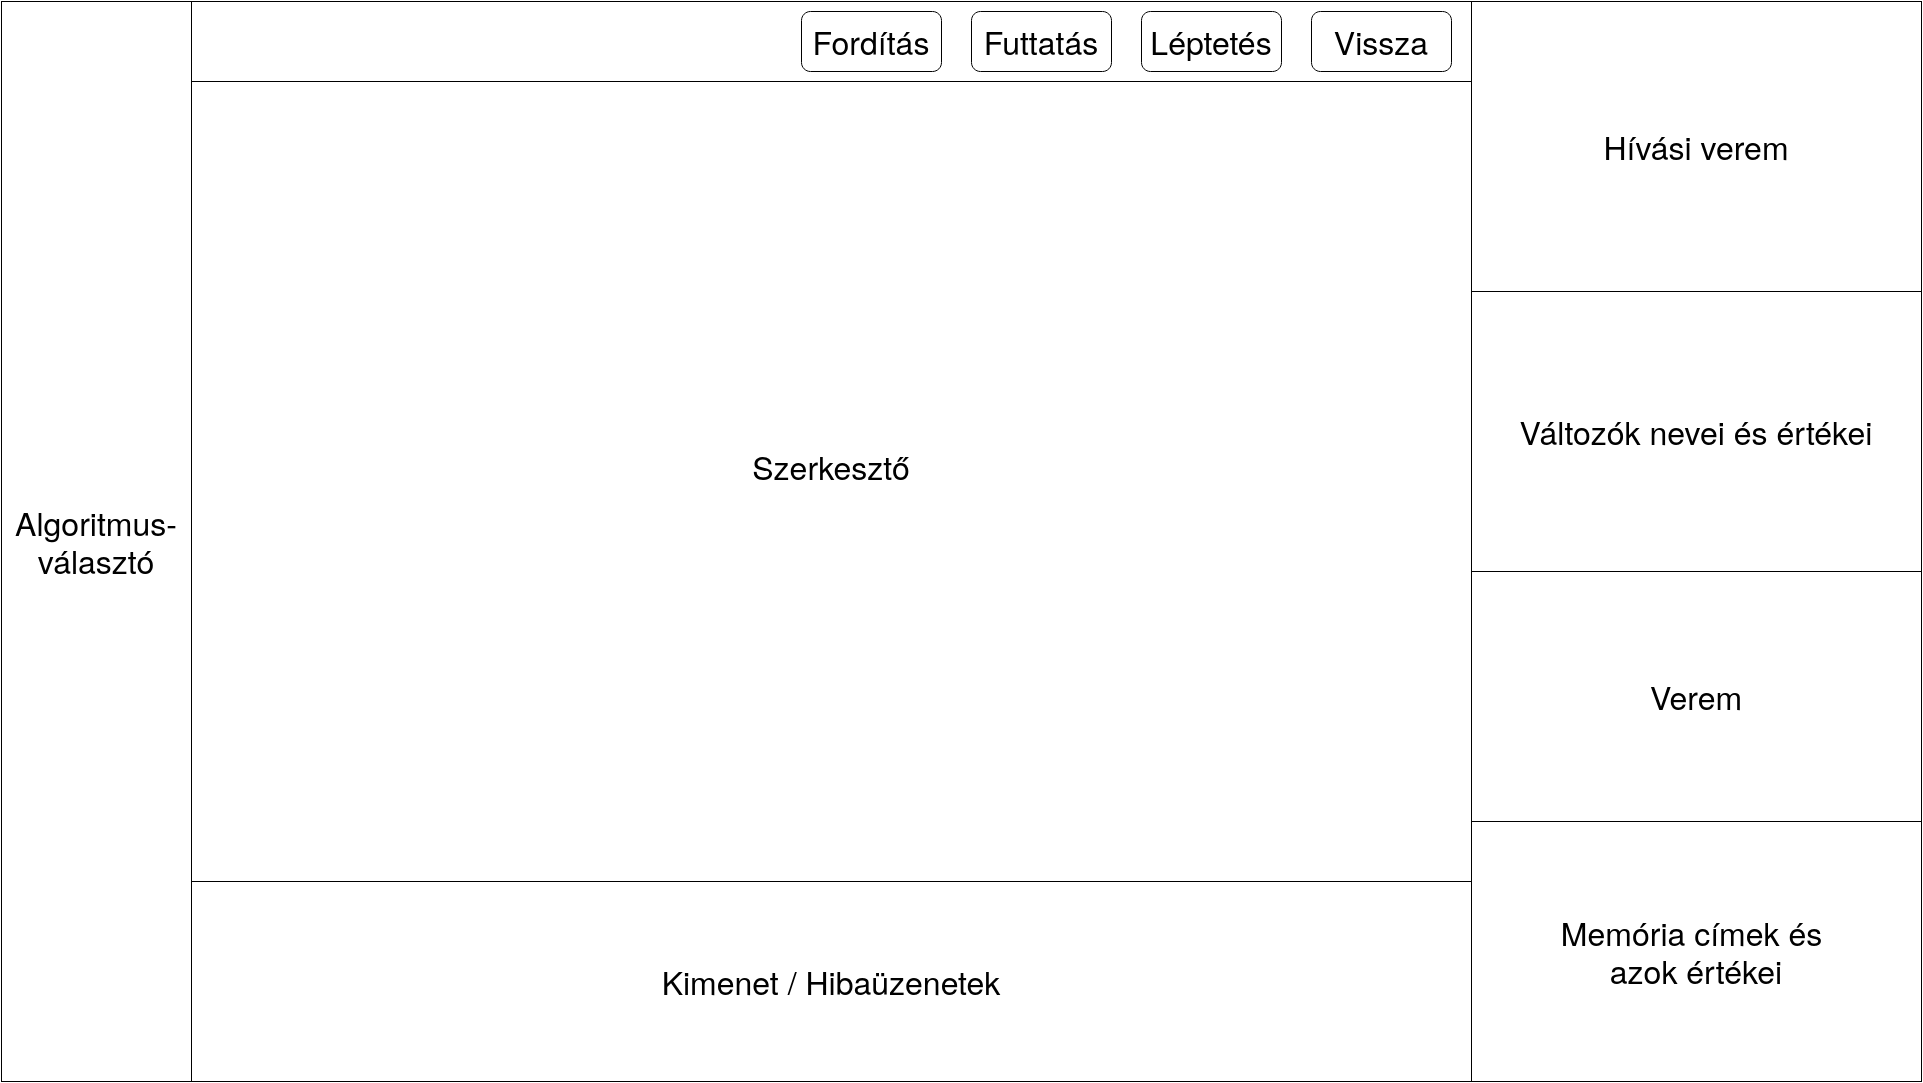 Fordítás
Futtatás
Léptetés
Vissza
Algoritmus-
választó
Szerkesztő
Kimenet / Hibaüzenetek
Hívási verem
Változók nevei és értékei
Verem
Memória címek és
azok értékei